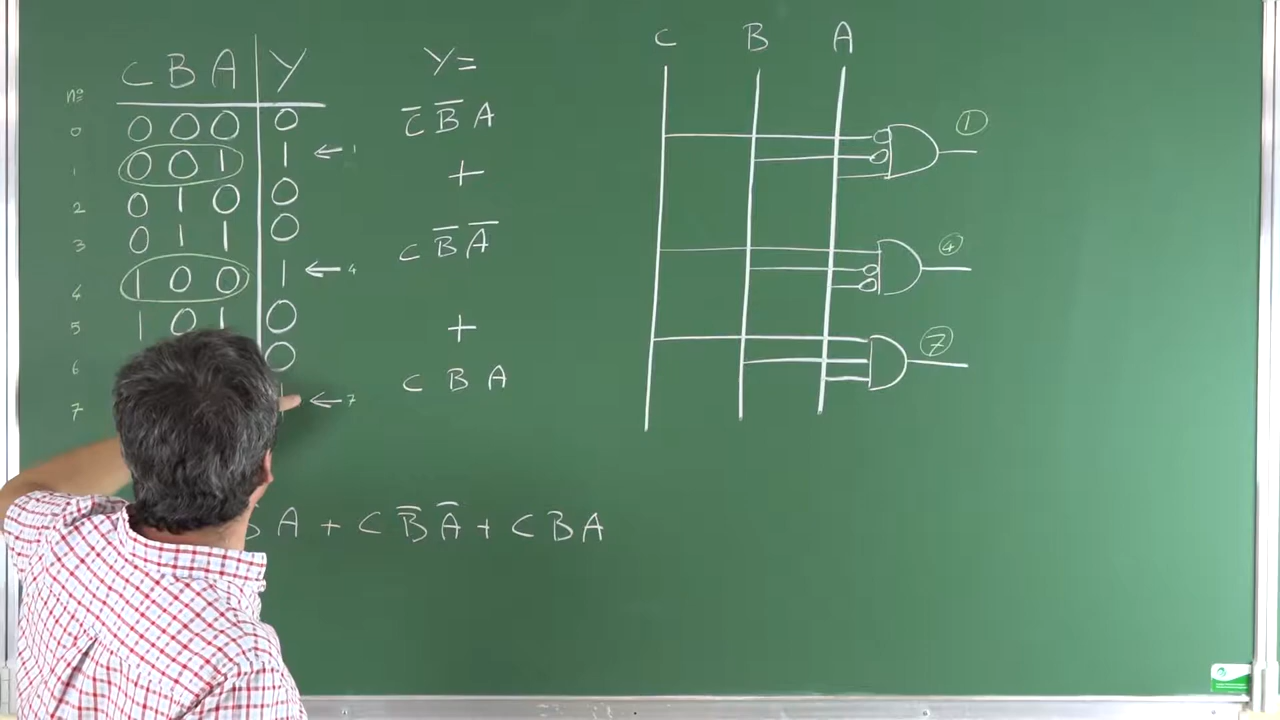 C B A Y
nº
0 0 0 0 0
1 0 0 1 1 ← 1
2 0 1 0 0
3 0 1 1 0
4 1 0 0 1 ← 4
5 1 0 1 0
6 0
7 1 ← 7
Y =
C̅ B̅ A
+
C B̅ A̅
+
C B A
A + C B̅ A̅ + C B A
C B A
1
4
7